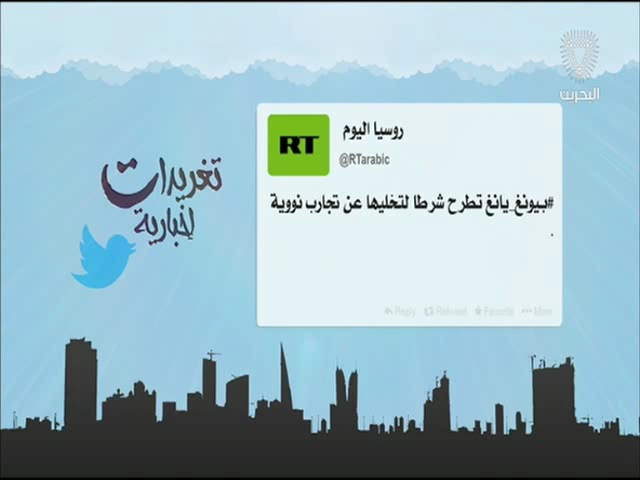 البحرين
روسيا اليوم
RT
@RTarabic
#بيونغ_يانغ تطرح شرطا لتخليها عن تجارب نووية
.
تغريدات
إخبارية
Reply Retweet Favorite More